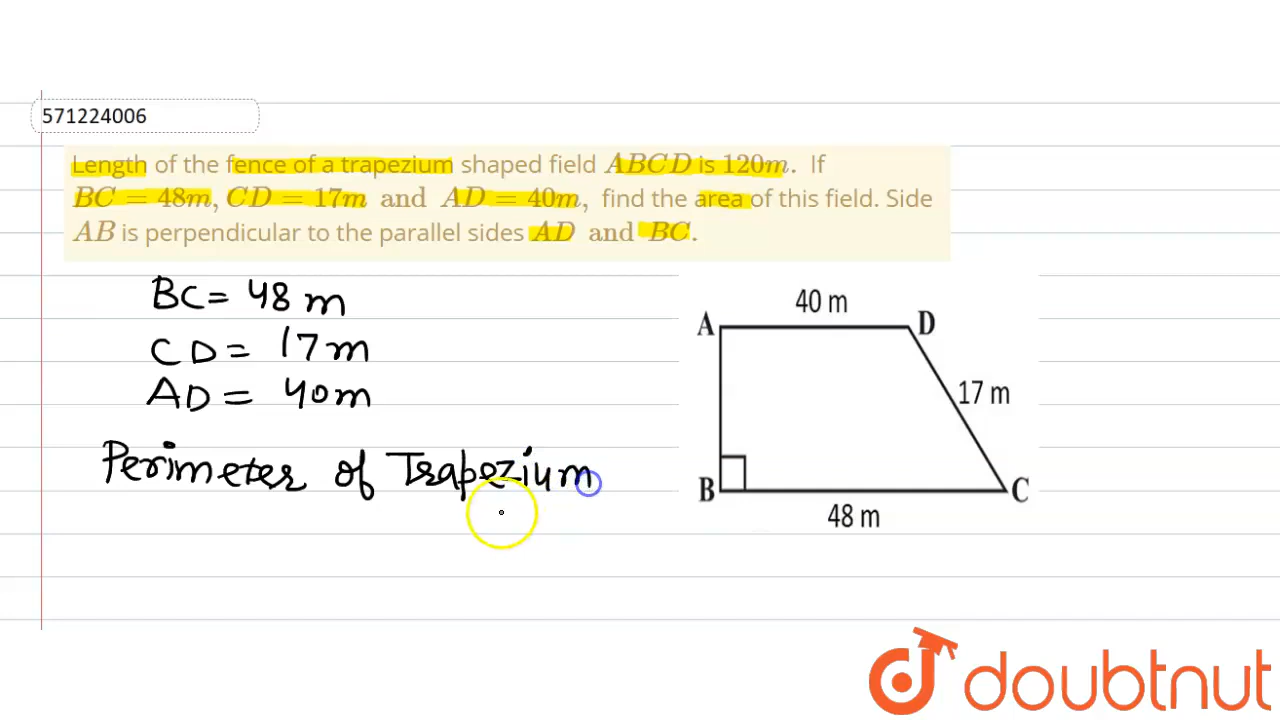 571224006
Length of the fence of a trapezium shaped field ABCD is 120m. If
BC = 48m, CD = 17m and AD = 40m, find the area of this field. Side
AB is perpendicular to the parallel sides AD and BC.
BC = 48 m
CD = 17m
AD = 40m
Perimeter of Trapezium
40 m
A
D
17 m
B
C
48 m
doubtnut